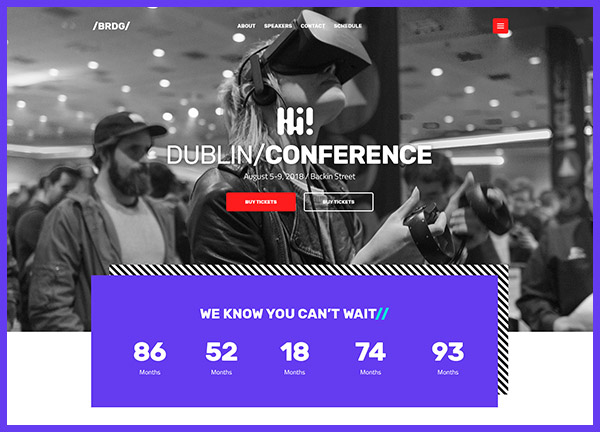 /BRDG/
ABOUT SPEAKERS CONTACT SCHEDULE
Hi!
DUBLIN/CONFERENCE
August 5-9, 2018 / Backin Street
BUY TICKETS BUY TICKETS
WE KNOW YOU CAN'T WAIT//
86 52 18 74 93
Months Months Months Months Months